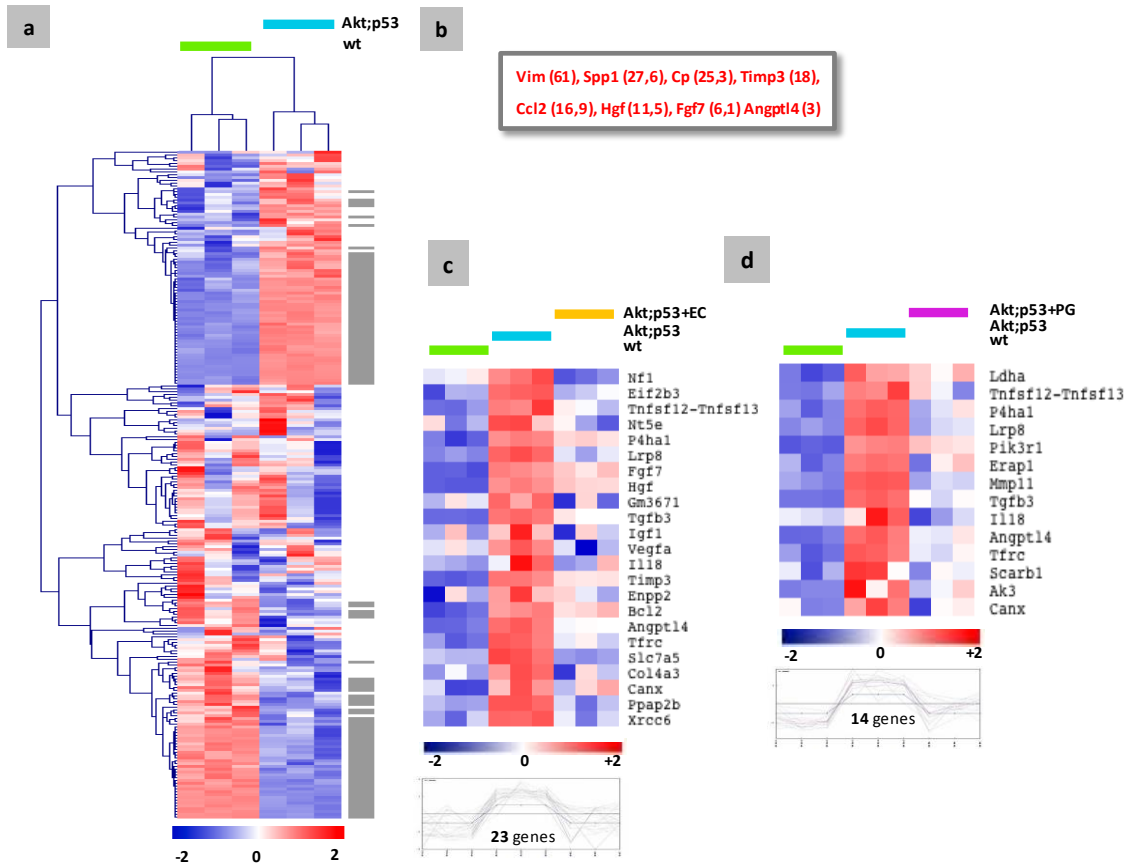 a
Akt;p53
wt
-2
0
2
b
Vim (61), Spp1 (27,6), Cp (25,3), Timp3 (18),
Ccl2 (16,9), Hgf (11,5), Fgf7 (6,1) Angptl4 (3)
c
Akt;p53+EC
Akt;p53
wt
Nf1
Eif2b3
Tnfsf12-Tnfsf13
Nt5e
P4ha1
Lrp8
Fgf7
Hgf
Gm3671
Tgfb3
Igf1
Vegfa
Il18
Timp3
Enpp2
Bcl2
Angptl4
Tfrc
Slc7a5
Col4a3
Canx
Ppap2b
Xrcc6
-2
0
+2
23 genes
d
Akt;p53+PG
Akt;p53
wt
Ldha
Tnfsf12-Tnfsf13
P4ha1
Lrp8
Pik3r1
Erap1
Mmp11
Tgfb3
Il18
Angptl4
Tfrc
Scarb1
Ak3
Canx
-2
0
+2
14 genes